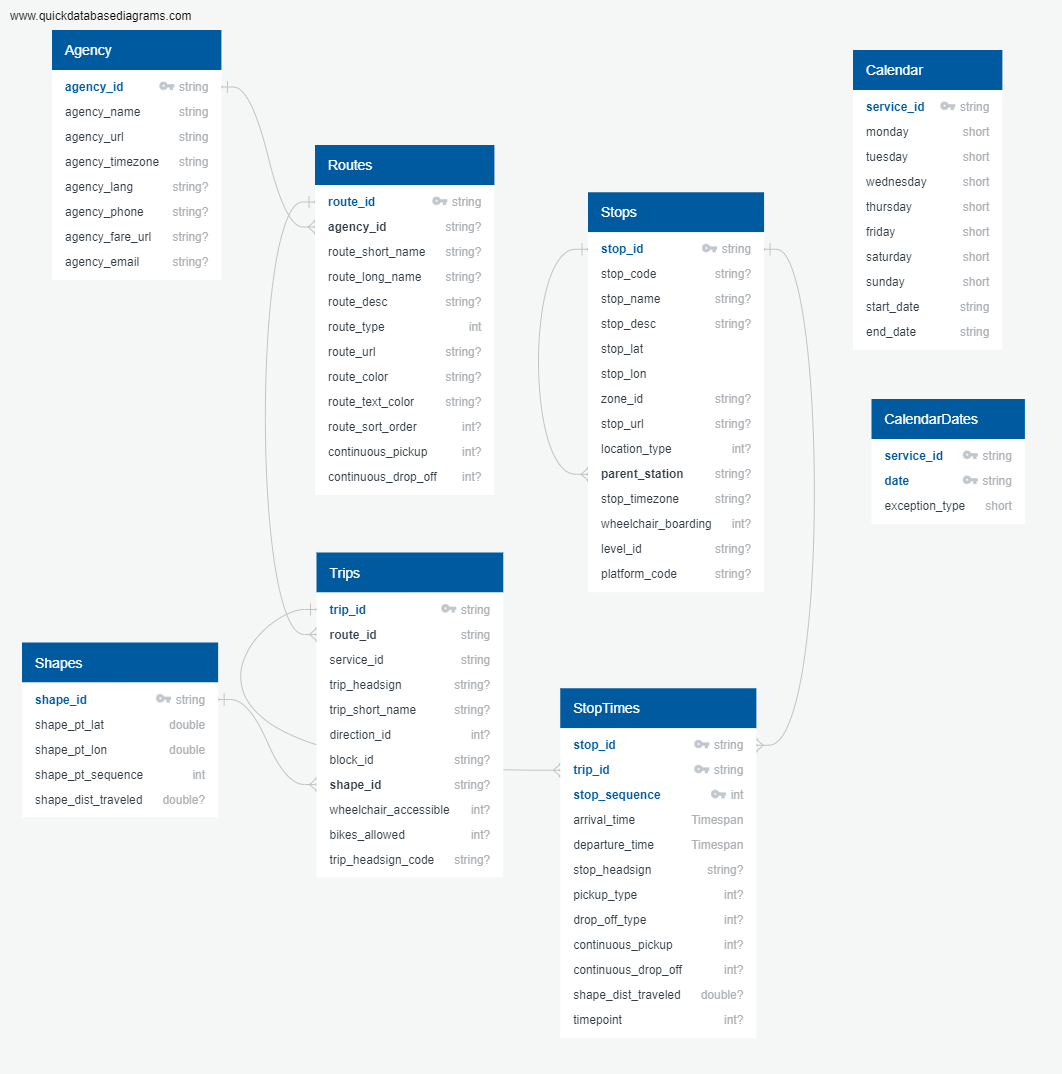 www.quickdatabasediagrams.com
Agency
agency_id string
agency_name string
agency_url string
agency_timezone string
agency_lang string?
agency_phone string?
agency_fare_url string?
agency_email string?
Routes
route_id string
agency_id string?
route_short_name string?
route_long_name string?
route_desc string?
route_type int
route_url string?
route_color string?
route_text_color string?
route_sort_order int?
continuous_pickup int?
continuous_drop_off int?
Stops
stop_id string
stop_code string?
stop_name string?
stop_desc string?
stop_lat
stop_lon
zone_id string?
stop_url string?
location_type int?
parent_station string?
stop_timezone string?
wheelchair_boarding int?
level_id string?
platform_code string?
Calendar
service_id string
monday short
tuesday short
wednesday short
thursday short
friday short
saturday short
sunday short
start_date string
end_date string
CalendarDates
service_id string
date string
exception_type short
Trips
trip_id string
route_id string
service_id string
trip_headsign string?
trip_short_name string?
direction_id int?
block_id string?
shape_id string?
wheelchair_accessible int?
bikes_allowed int?
trip_headsign_code string?
Shapes
shape_id string
shape_pt_lat double
shape_pt_lon double
shape_pt_sequence int
shape_dist_traveled double?
StopTimes
stop_id string
trip_id string
stop_sequence int
arrival_time Timespan
departure_time Timespan
stop_headsign string?
pickup_type int?
drop_off_type int?
continuous_pickup int?
continuous_drop_off int?
shape_dist_traveled double?
timepoint int?